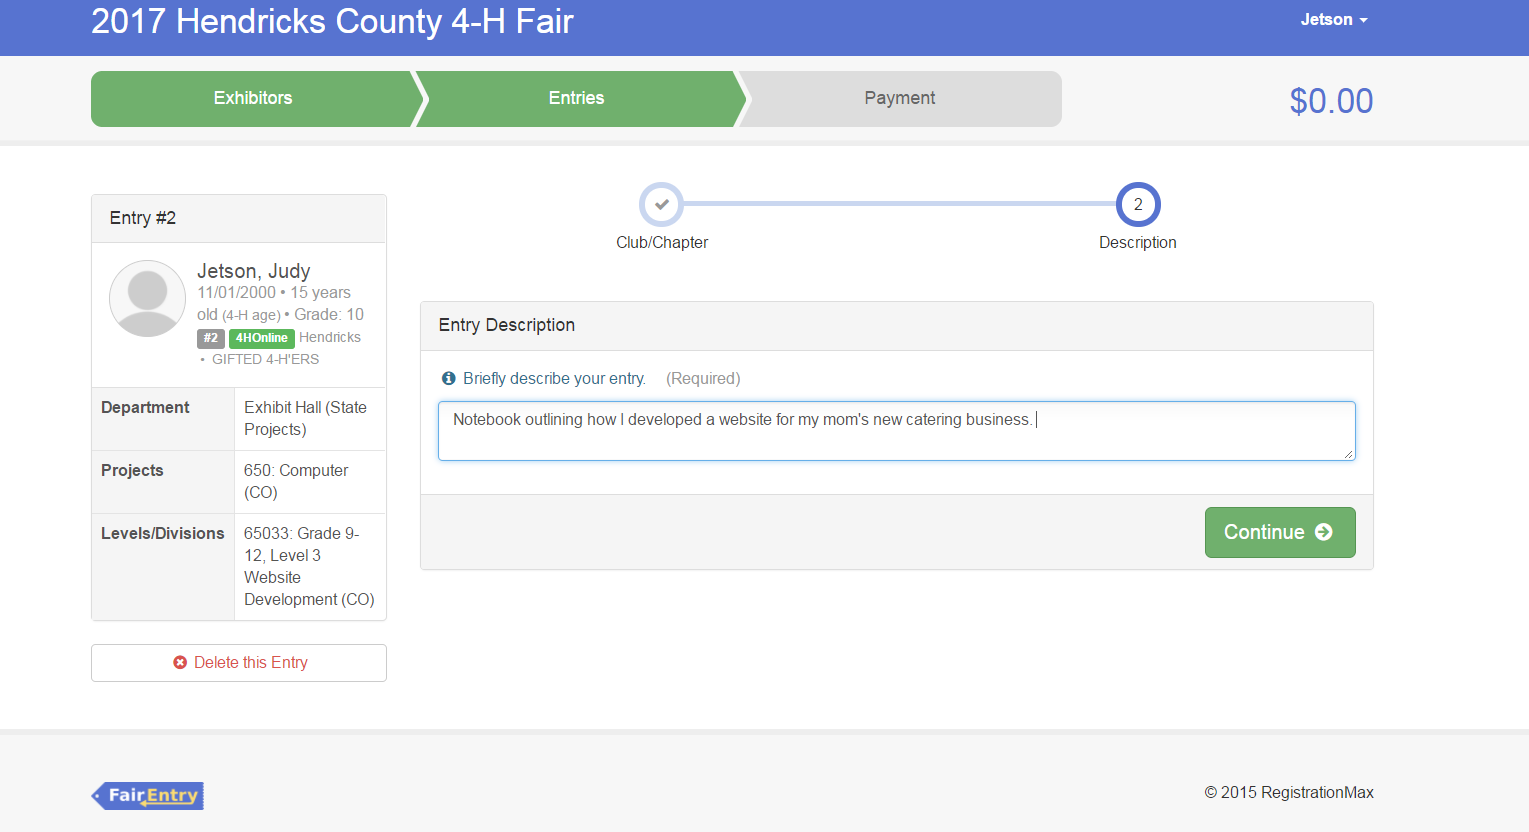 2017 Hendricks County 4-H Fair
Jetson
Exhibitors
Entries
Payment
$0.00
Entry #2
Jetson, Judy
11/01/2000 • 15 years
old (4-H age) • Grade: 10
#2 4HOnline Hendricks
• GIFTED 4-H'ERS
Department
Exhibit Hall (State
Projects)
Projects
650: Computer
(CO)
Levels/Divisions
65033: Grade 9-
12, Level 3
Website
Development (CO)
Delete this Entry
2
Club/Chapter
Description
Entry Description
Briefly describe your entry. (Required)
Notebook outlining how I developed a website for my mom's new catering business.
Continue
FairEntry
© 2015 RegistrationMax